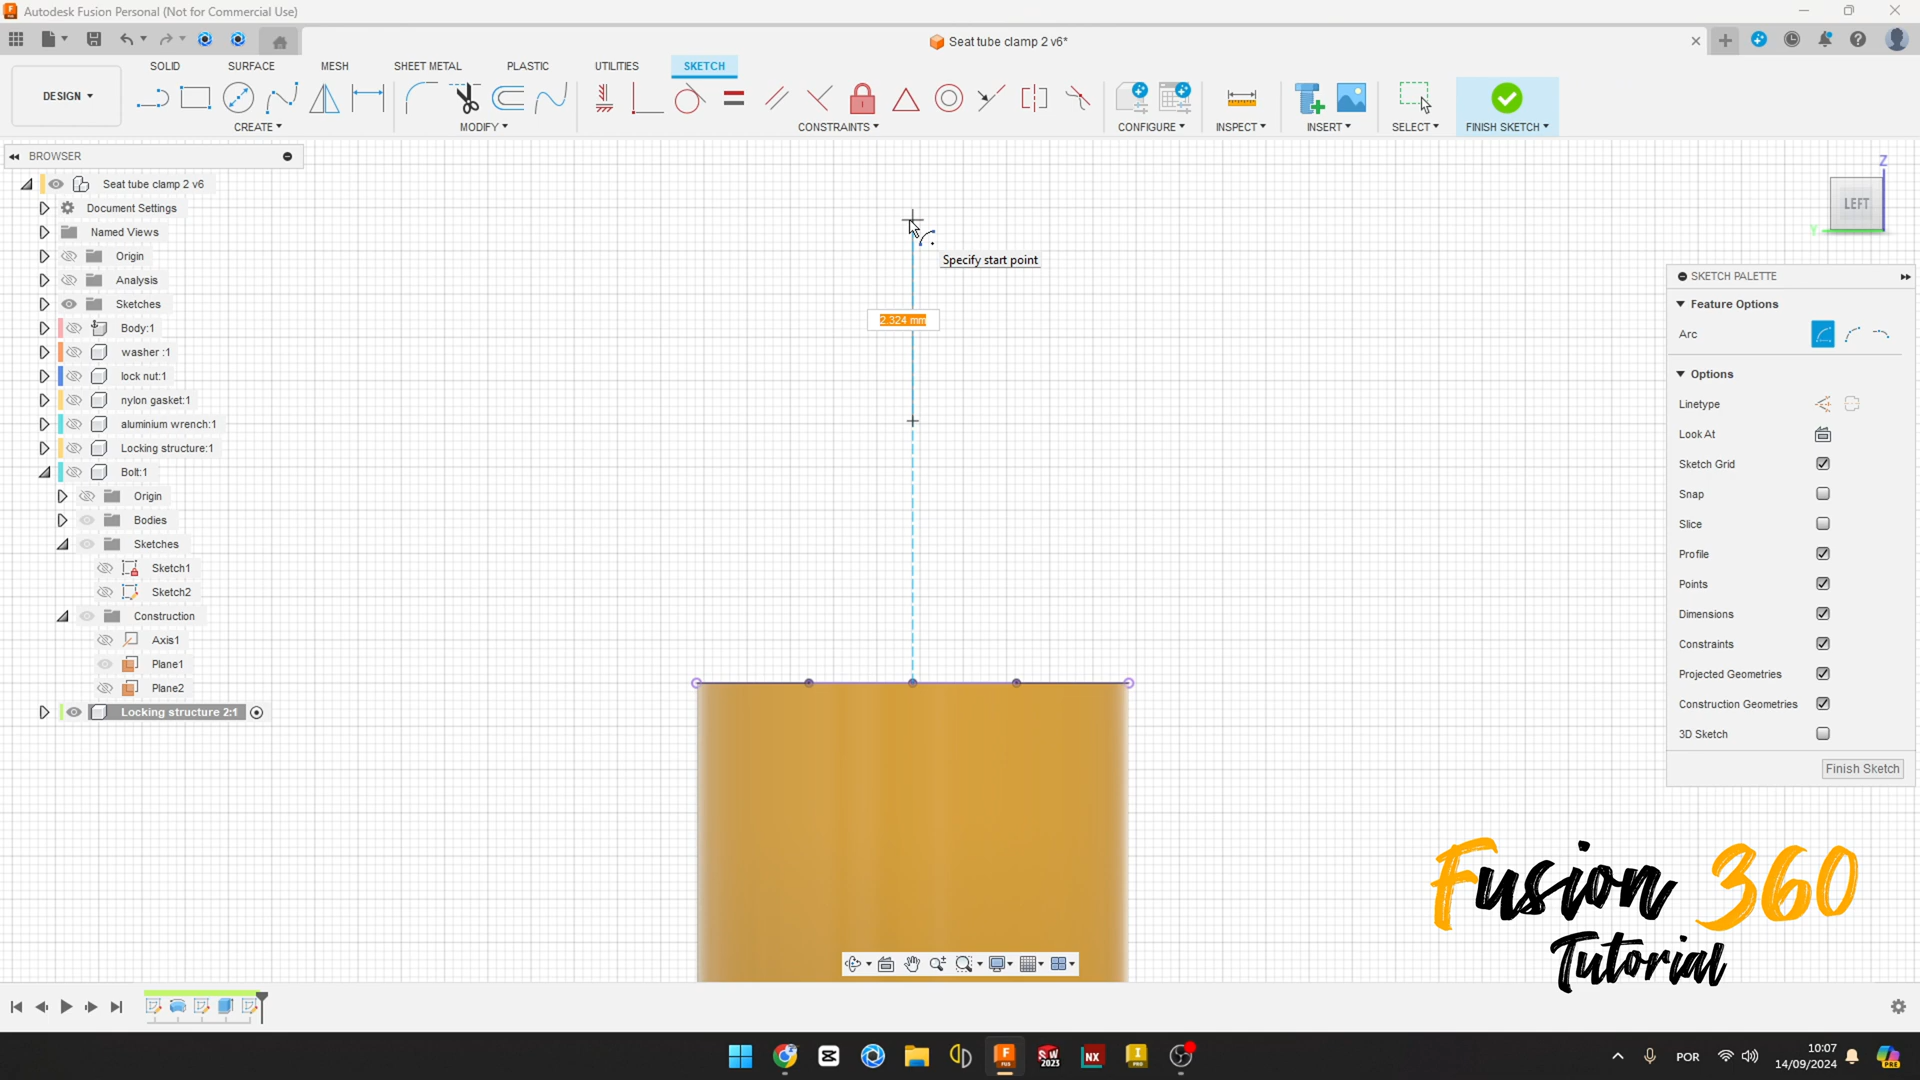 Autodesk Fusion Personal (Not for Commercial Use)
Seat tube clamp 2 v6*
SOLID SURFACE MESH SHEET METAL PLASTIC UTILITIES SKETCH
DESIGN
CREATE MODIFY CONSTRAINTS CONFIGURE INSPECT INSERT SELECT FINISH SKETCH
BROWSER
Seat tube clamp 2 v6
Document Settings
Named Views
Origin
Analysis
Sketches
Body:1
washer :1
lock nut:1
nylon gasket:1
aluminium wrench:1
Locking structure:1
Bolt:1
Origin
Bodies
Sketches
Sketch1
Sketch2
Construction
Axis1
Plane1
Plane2
Locking structure 2:1
Specify start point
2.324 mm
Z
LEFT
Y
SKETCH PALETTE
Feature Options
Arc
Options
Linetype
Look At
Sketch Grid
Snap
Slice
Profile
Points
Dimensions
Constraints
Projected Geometries
Construction Geometries
3D Sketch
Finish Sketch
Fusion 360
Tutorial
F
FUS
SW
2023
NX
I
PRO
POR
10:07
14/09/2024
PRE